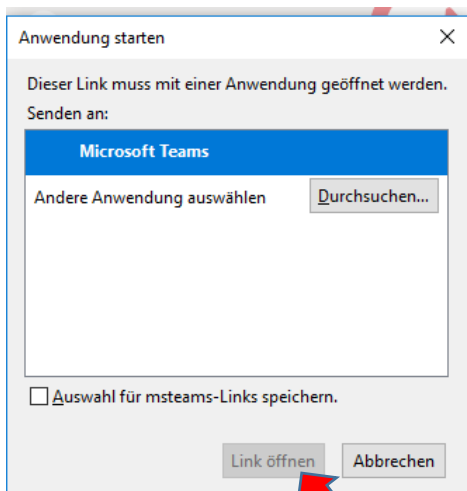 Anwendung starten
Dieser Link muss mit einer Anwendung geöffnet werden.
Senden an:
Microsoft Teams
Andere Anwendung auswählen Durchsuchen...
Auswahl für msteams-Links speichern.
Link öffnen Abbrechen